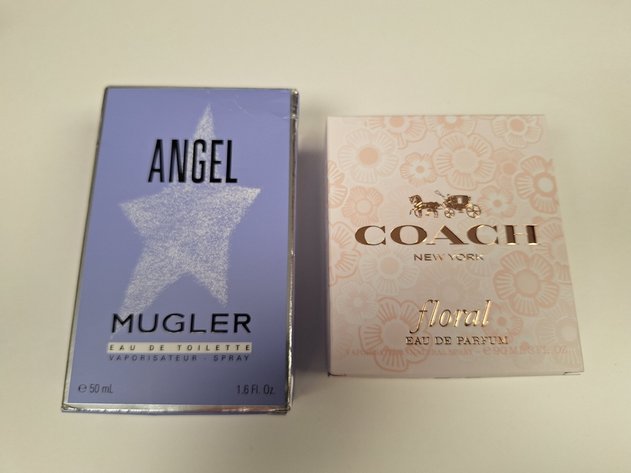 ANGEL
MUGLER
EAU DE TOILETTE
VAPORISATEUR - SPRAY
℮ 50 mL 1.6 Fl. Oz.
COACH
NEW YORK
floral
EAU DE PARFUM